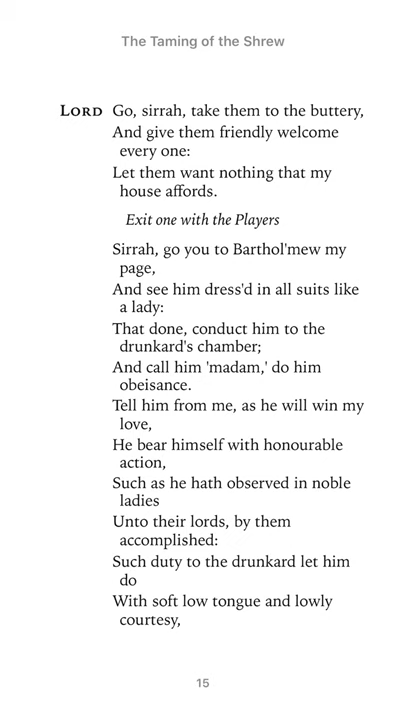 The Taming of the Shrew
LORD Go, sirrah, take them to the buttery,
And give them friendly welcome
every one:
Let them want nothing that my
house affords.
Exit one with the Players
Sirrah, go you to Barthol'mew my
page,
And see him dress'd in all suits like
a lady:
That done, conduct him to the
drunkard's chamber;
And call him 'madam,' do him
obeisance.
Tell him from me, as he will win my
love,
He bear himself with honourable
action,
Such as he hath observed in noble
ladies
Unto their lords, by them
accomplished:
Such duty to the drunkard let him
do
With soft low tongue and lowly
courtesy,
15